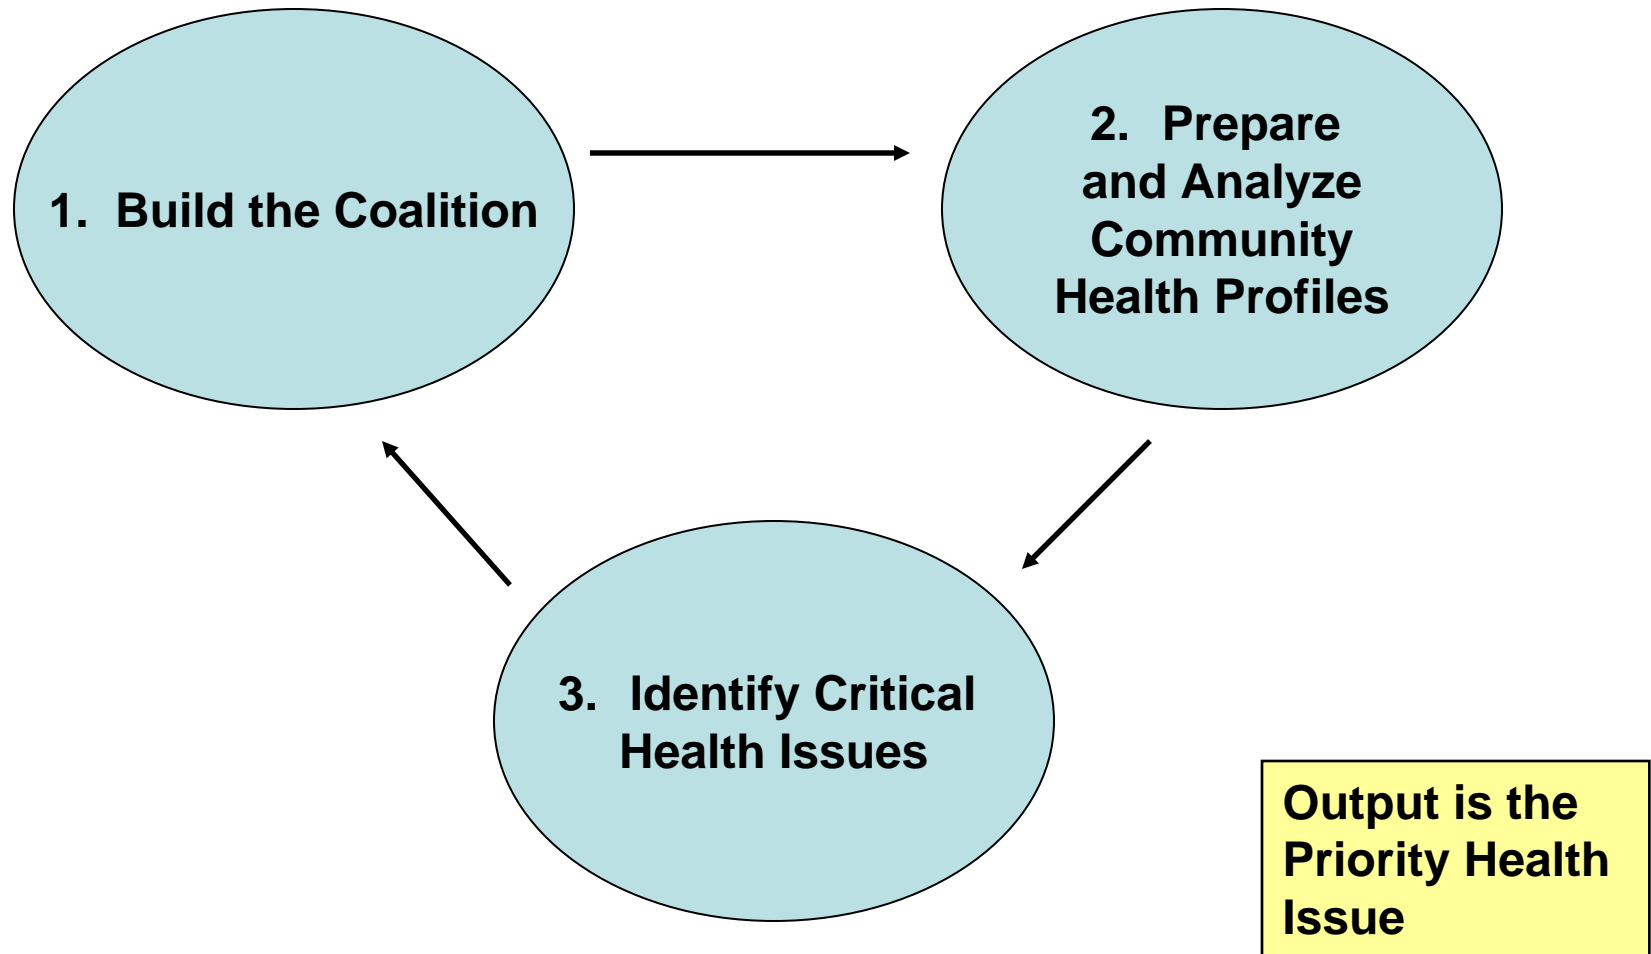 1. Build the Coalition
2. Prepare
and Analyze
Community
Health Profiles
3. Identify Critical
Health Issues
Output is the
Priority Health
Issue